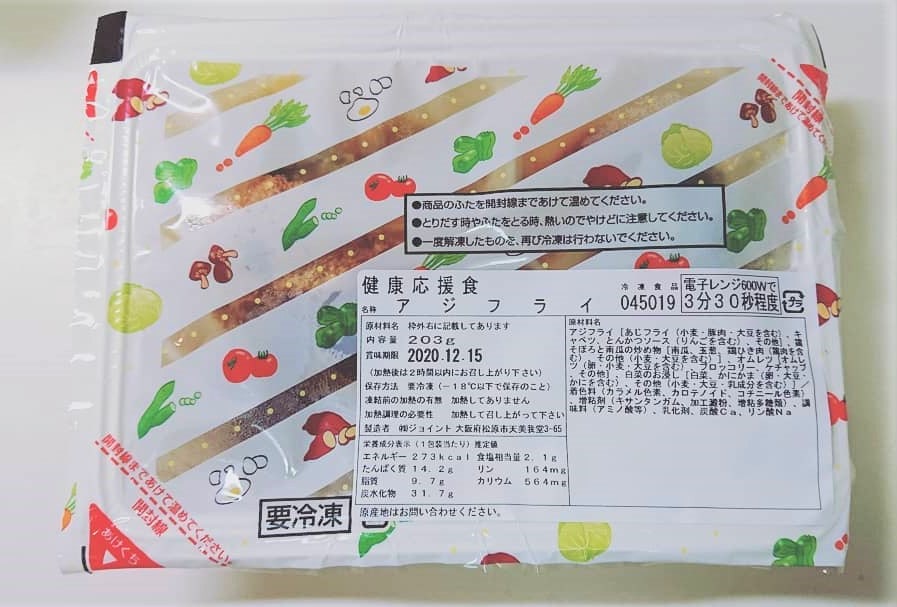 開封線
開封線まであけて温めてください。
●商品のふたを開封線まであけて温めてください。
●とりだす時やふたをとる時、熱いのでやけどに注意してください。
●一度解凍したものを、再び冷凍は行わないでください。
健康応援食
冷凍食品
電子レンジ600Wで
3分30秒程度
プラ
名称 アジフライ 045019
原材料名 枠外右に記載してあります
内容量 203g
賞味期限 2020.12.15
(加熱後は2時間以内にお召し上がり下さい)
保存方法 要冷凍(-18℃以下で保存のこと)
凍結前の加熱の有無 加熱してありません
加熱調理の必要性 加熱して召し上がって下さい
製造者 ㈱ジョイント 大阪府松原市天美我堂3-65
栄養成分表示(1包装当たり)推定値
エネルギー 273kcal 食塩相当量 2.1g
たんぱく質 14.2g リン 164mg
脂質 9.7g カリウム 564mg
炭水化物 31.7g
原産地はお問い合わせください。
原材料名
アジフライ[あじフライ(小麦・豚肉・大豆を含む)、キ
ャベツ、とんかつソース(りんごを含む)、その他]、鶏
そぼろと南瓜の炒め物[南瓜、玉葱、鶏ひき肉(鶏肉を含
む)、その他(小麦・大豆を含む)]、オムレツ[オムレ
ツ(卵・小麦・大豆を含む)、ブロッコリー、ケチャップ
、その他]、白菜のお浸し[白菜、かにかま(卵・大豆・
かにを含む)、その他(小麦・大豆・乳成分を含む)]/
着色料(カラメル色素、カロテノイド、コチニール色素)
、増粘剤(キサンタンガム、加工澱粉、増粘多糖類)、調
味料(アミノ酸等)、乳化剤、炭酸Ca、リン酸Na
要冷凍
開封線まであけて温めてください。
開封線
あけくち